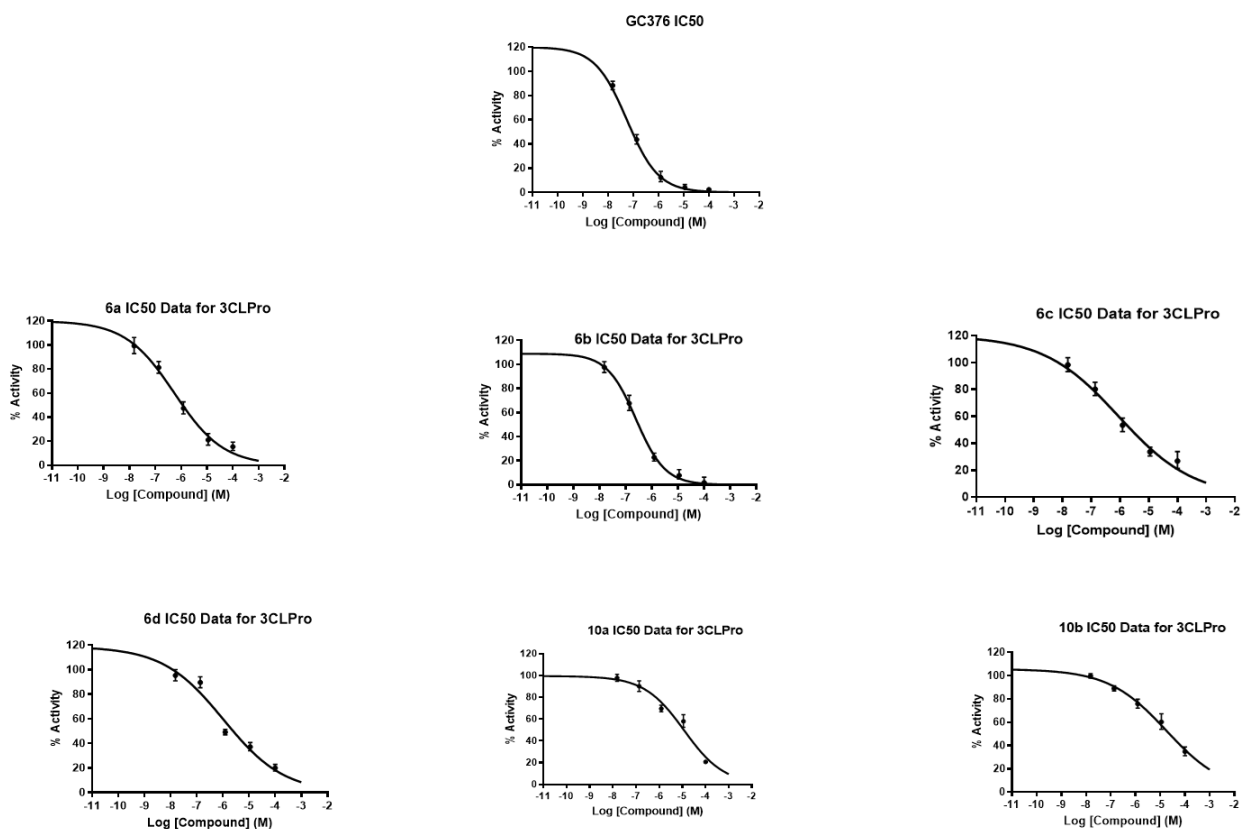 GC376 IC50
120
100
80
60
40
20
0
% Activity
-11 -10 -9 -8 -7 -6 -5 -4 -3 -2
Log [Compound] (M)
6a IC50 Data for 3CLPro
120
100
80
60
40
20
0
% Activity
-11 -10 -9 -8 -7 -6 -5 -4 -3 -2
Log [Compound] (M)
6b IC50 Data for 3CLPro
120
100
80
60
40
20
0
% Activity
-11 -10 -9 -8 -7 -6 -5 -4 -3 -2
Log [Compound] (M)
6c IC50 Data for 3CLPro
120
100
80
60
40
20
0
% Activity
-11 -10 -9 -8 -7 -6 -5 -4 -3 -2
Log [Compound] (M)
6d IC50 Data for 3CLPro
120
100
80
60
40
20
0
% Activity
-11 -10 -9 -8 -7 -6 -5 -4 -3 -2
Log [Compound] (M)
10a IC50 Data for 3CLPro
120
100
80
60
40
20
0
% Activity
-11 -10 -9 -8 -7 -6 -5 -4 -3 -2
Log [Compound] (M)
10b IC50 Data for 3CLPro
120
100
80
60
40
20
0
% Activity
-11 -10 -9 -8 -7 -6 -5 -4 -3 -2
Log [Compound] (M)